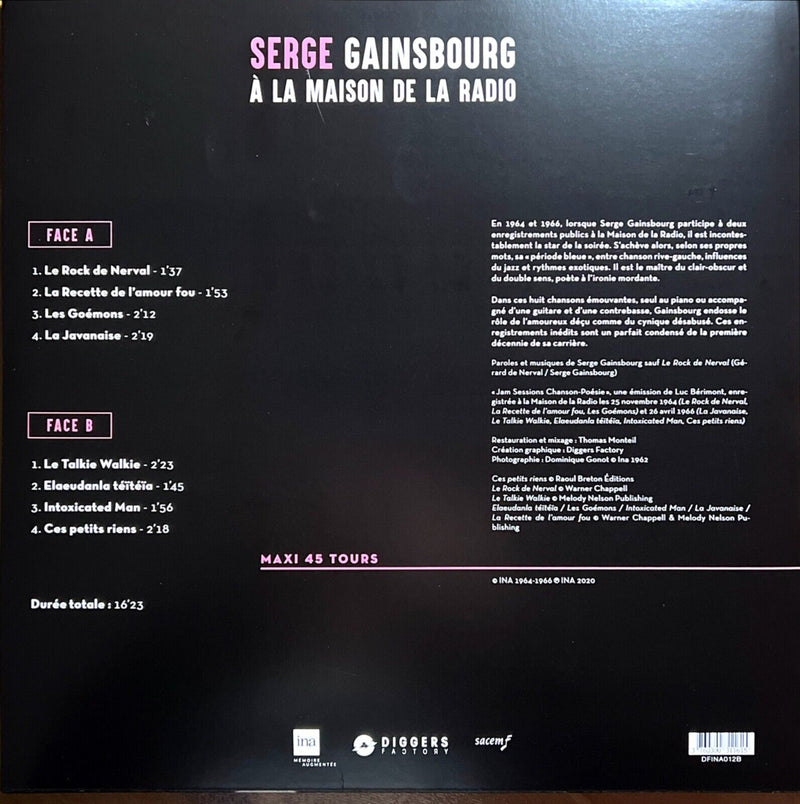 SERGE GAINSBOURG
À LA MAISON DE LA RADIO
FACE A
1. Le Rock de Nerval - 1'37
2. La Recette de l'amour fou - 1'53
3. Les Goémons - 2'12
4. La Javanaise - 2'19
FACE B
1. Le Talkie Walkie - 2'23
2. Elaeudanla téïtéïa - 1'45
3. Intoxicated Man - 1'56
4. Ces petits riens - 2'18
Durée totale : 16'23
En 1964 et 1966, lorsque Serge Gainsbourg participe à deux
enregistrements publics à la Maison de la Radio, il est incontes-
tablement la star de la soirée. S'achève alors, selon ses propres
mots, sa « période bleue », entre chanson rive-gauche, influences
du jazz et rythmes exotiques. Il est le maître du clair-obscur et
du double sens, poète à l'ironie mordante.
Dans ces huit chansons émouvantes, seul au piano ou accompa-
gné d'une guitare et d'une contrebasse, Gainsbourg endosse le
rôle de l'amoureux déçu comme du cynique désabusé. Ces en-
registrements inédits sont un parfait condensé de la première
décennie de sa carrière.
Paroles et musiques de Serge Gainsbourg sauf Le Rock de Nerval (Gé-
rard de Nerval / Serge Gainsbourg)
« Jam Sessions Chanson-Poésie », une émission de Luc Bérimont, enre-
gistrée à la Maison de la Radio les 25 novembre 1964 (Le Rock de Nerval,
La Recette de l'amour fou, Les Goémons) et 26 avril 1966 (La Javanaise,
Le Talkie Walkie, Elaeudanla téïtéïa, Intoxicated Man, Ces petits riens)
Restauration et mixage : Thomas Monteil
Création graphique : Diggers Factory
Photographie : Dominique Gonot © Ina 1962
Ces petits riens © Raoul Breton Éditions
Le Rock de Nerval © Warner Chappell
Le Talkie Walkie © Melody Nelson Publishing
Elaeudanla téïtéïa / Les Goémons / Intoxicated Man / La Javanaise /
La Recette de l'amour fou © Warner Chappell & Melody Nelson Pu-
blishing
MAXI 45 TOURS
© INA 1964-1966 ℗ INA 2020
ina
MÉMOIRE
AUGMENTÉE
DIGGERS
FACTORY
sacem
DFINA012B